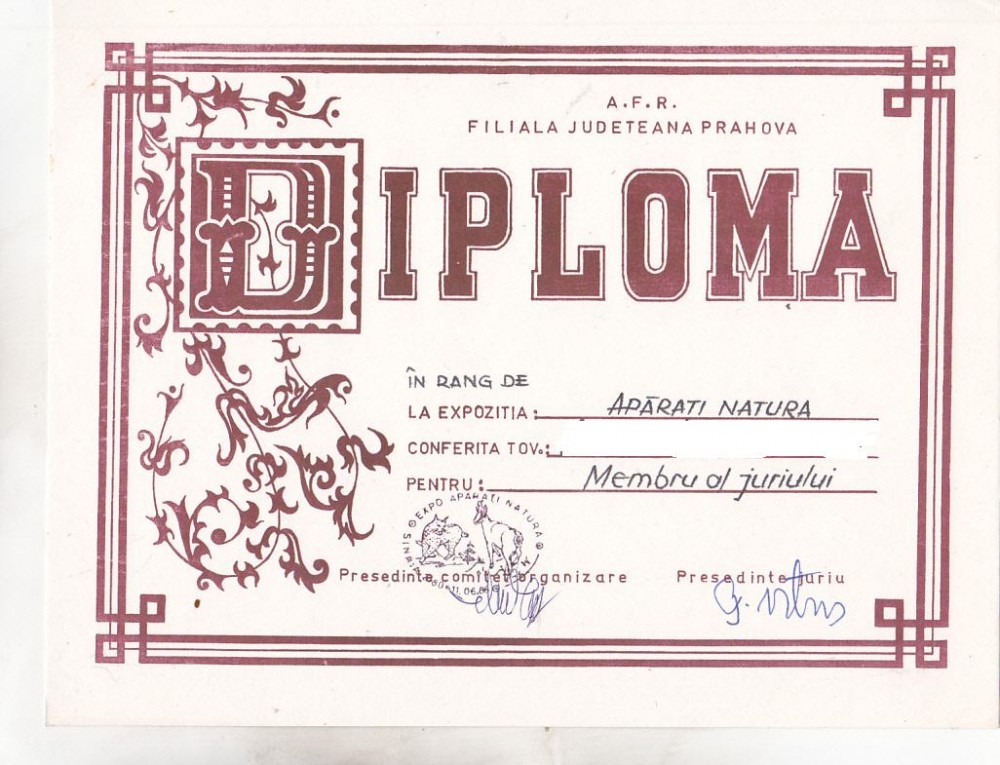 A.F.R.
FILIALA JUDETEANA PRAHOVA
DIPLOMA
ÎN RANG DE
LA EXPOZITIA: APĂRAȚI NATURA
CONFERITA TOV.:
PENTRU: Membru al juriului
EXPO APĂRAȚI NATURA
SINAIA
Presedinte comitet organizare
Presedinte juriu